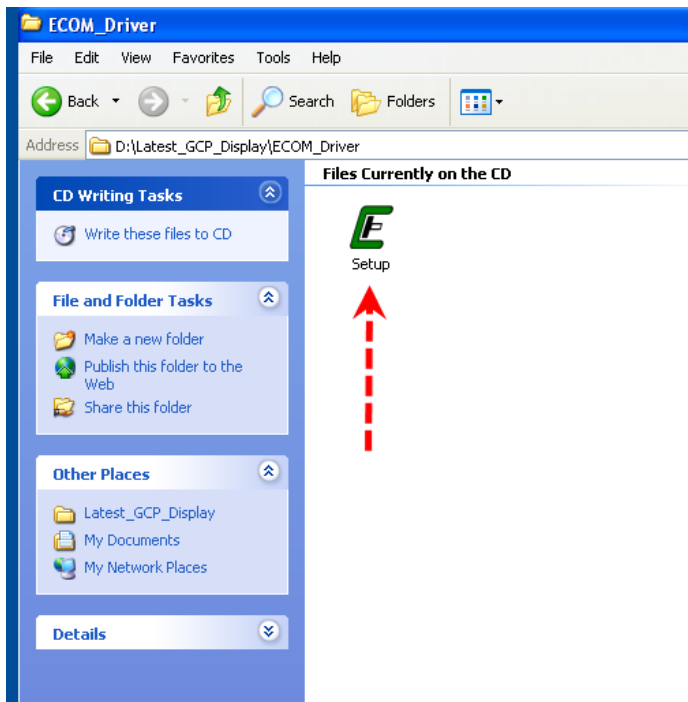 ECOM_Driver
File Edit View Favorites Tools Help
Back Search Folders
Address D:\Latest_GCP_Display\ECOM_Driver
Files Currently on the CD
CD Writing Tasks
Write these files to CD
Setup
File and Folder Tasks
Make a new folder
Publish this folder to the
Web
Share this folder
Other Places
Latest_GCP_Display
My Documents
My Network Places
Details